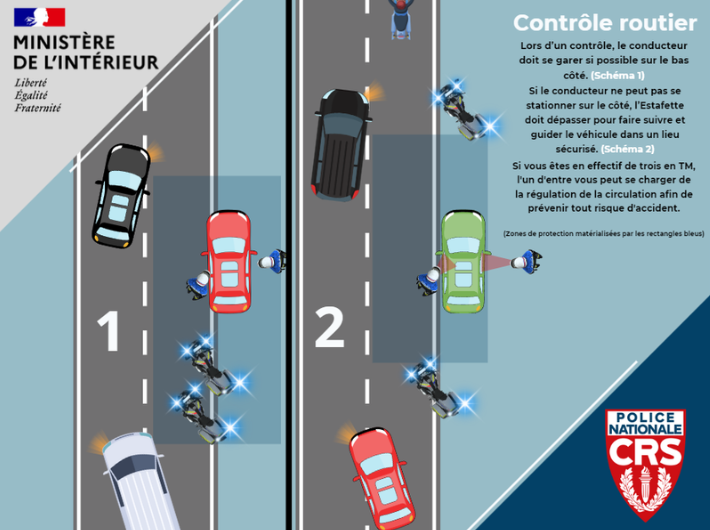 MINISTÈRE
DE L'INTÉRIEUR
Liberté
Égalité
Fraternité
Contrôle routier
Lors d'un contrôle, le conducteur
doit se garer si possible sur le bas
côté. (Schéma 1)
Si le conducteur ne peut pas se
stationner sur le côté, l'Estafette
doit dépasser pour faire suivre et
guider le véhicule dans un lieu
sécurisé. (Schéma 2)
Si vous êtes en effectif de trois en TM,
l'un d'entre vous peut se charger de
la régulation de la circulation afin de
prévenir tout risque d'accident.
(Zones de protection matérialisées par les rectangles bleus)
1
2
POLICE
NATIONALE
CRS